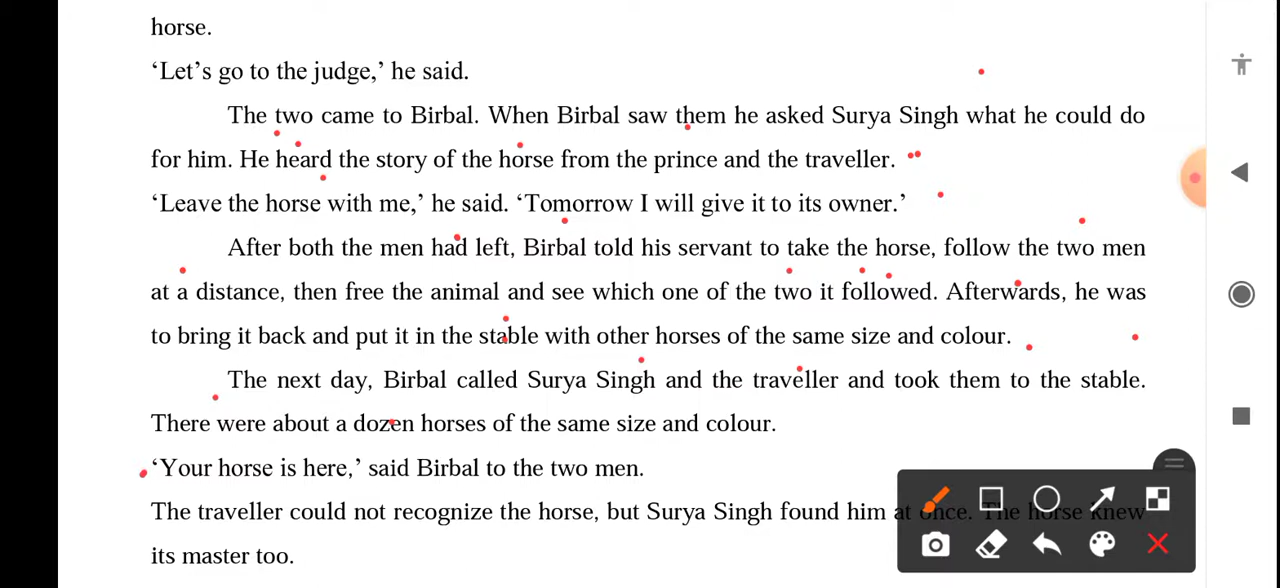 horse.
‘Let’s go to the judge,’ he said.
The two came to Birbal. When Birbal saw them he asked Surya Singh what he could do
for him. He heard the story of the horse from the prince and the traveller.
‘Leave the horse with me,’ he said. ‘Tomorrow I will give it to its owner.’
After both the men had left, Birbal told his servant to take the horse, follow the two men
at a distance, then free the animal and see which one of the two it followed. Afterwards, he was
to bring it back and put it in the stable with other horses of the same size and colour.
The next day, Birbal called Surya Singh and the traveller and took them to the stable.
There were about a dozen horses of the same size and colour.
‘Your horse is here,’ said Birbal to the two men.
The traveller could not recognize the horse, but Surya Singh found him at once. The horse knew
its master too.